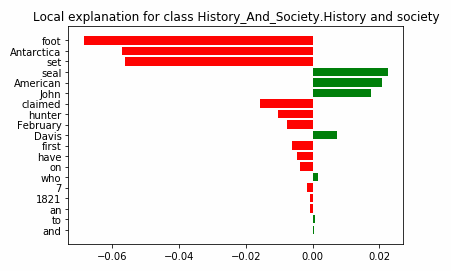 Local explanation for class History_And_Society.History and society
foot
Antarctica
set
seal
American
John
claimed
hunter
February
Davis
first
have
on
who
7
1821
an
to
and
−0.06 −0.04 −0.02 0.00 0.02